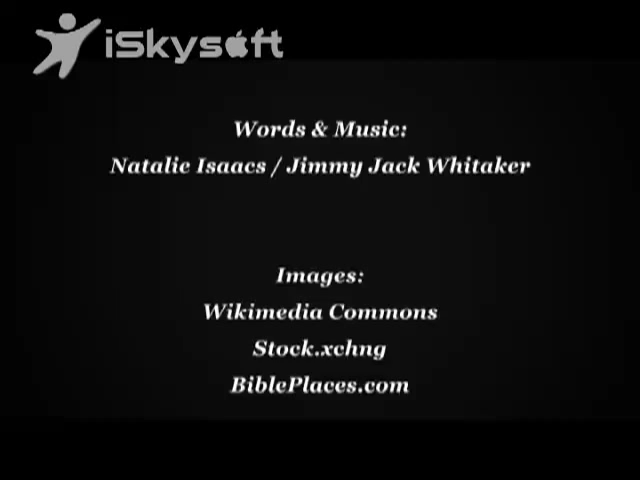 iSkysoft
Words & Music:
Natalie Isaacs / Jimmy Jack Whitaker
Images:
Wikimedia Commons
Stock.xchng
BiblePlaces.com